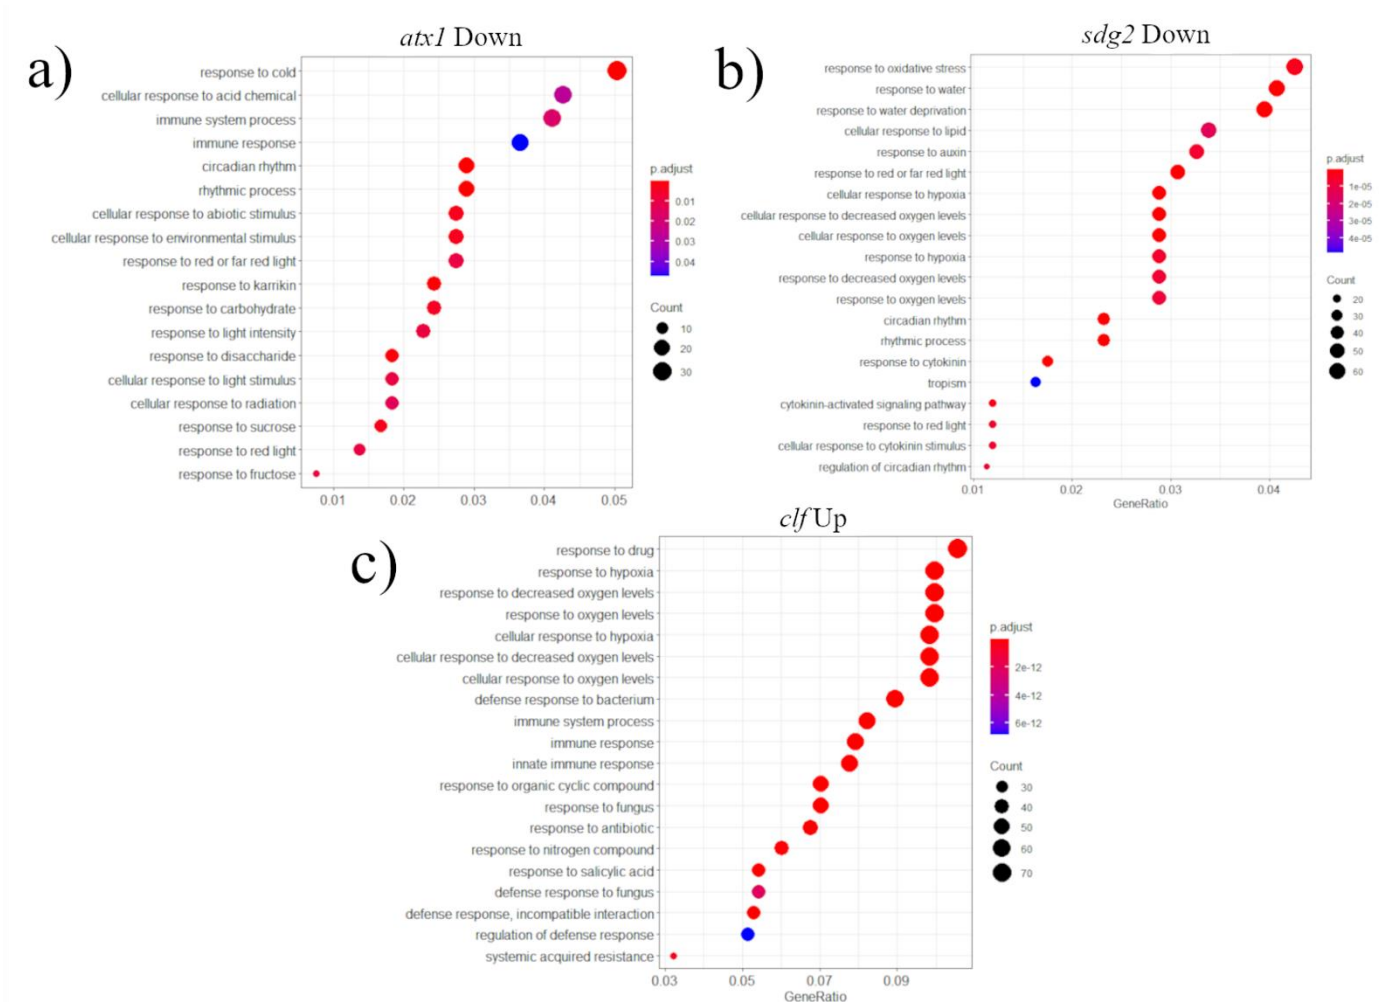 a)
atx1 Down
response to cold
cellular response to acid chemical
immune system process
immune response
circadian rhythm
rhythmic process
cellular response to abiotic stimulus
cellular response to environmental stimulus
response to red or far red light
response to karrikin
response to carbohydrate
response to light intensity
response to disaccharide
cellular response to light stimulus
cellular response to radiation
response to sucrose
response to red light
response to fructose
0.01 0.02 0.03 0.04 0.05
p.adjust
0.01
0.02
0.03
0.04
Count
10
20
30
b)
sdg2 Down
response to oxidative stress
response to water
response to water deprivation
cellular response to lipid
response to auxin
response to red or far red light
cellular response to hypoxia
cellular response to decreased oxygen levels
cellular response to oxygen levels
response to hypoxia
response to decreased oxygen levels
response to oxygen levels
circadian rhythm
rhythmic process
response to cytokinin
tropism
cytokinin-activated signaling pathway
response to red light
cellular response to cytokinin stimulus
regulation of circadian rhythm
0.01 0.02 0.03 0.04
GeneRatio
p.adjust
1e-05
2e-05
3e-05
4e-05
Count
20
30
40
50
60
c)
clf Up
response to drug
response to hypoxia
response to decreased oxygen levels
response to oxygen levels
cellular response to hypoxia
cellular response to decreased oxygen levels
cellular response to oxygen levels
defense response to bacterium
immune system process
immune response
innate immune response
response to organic cyclic compound
response to fungus
response to antibiotic
response to nitrogen compound
response to salicylic acid
defense response to fungus
defense response, incompatible interaction
regulation of defense response
systemic acquired resistance
0.03 0.05 0.07 0.09
GeneRatio
p.adjust
2e-12
4e-12
6e-12
Count
30
40
50
60
70